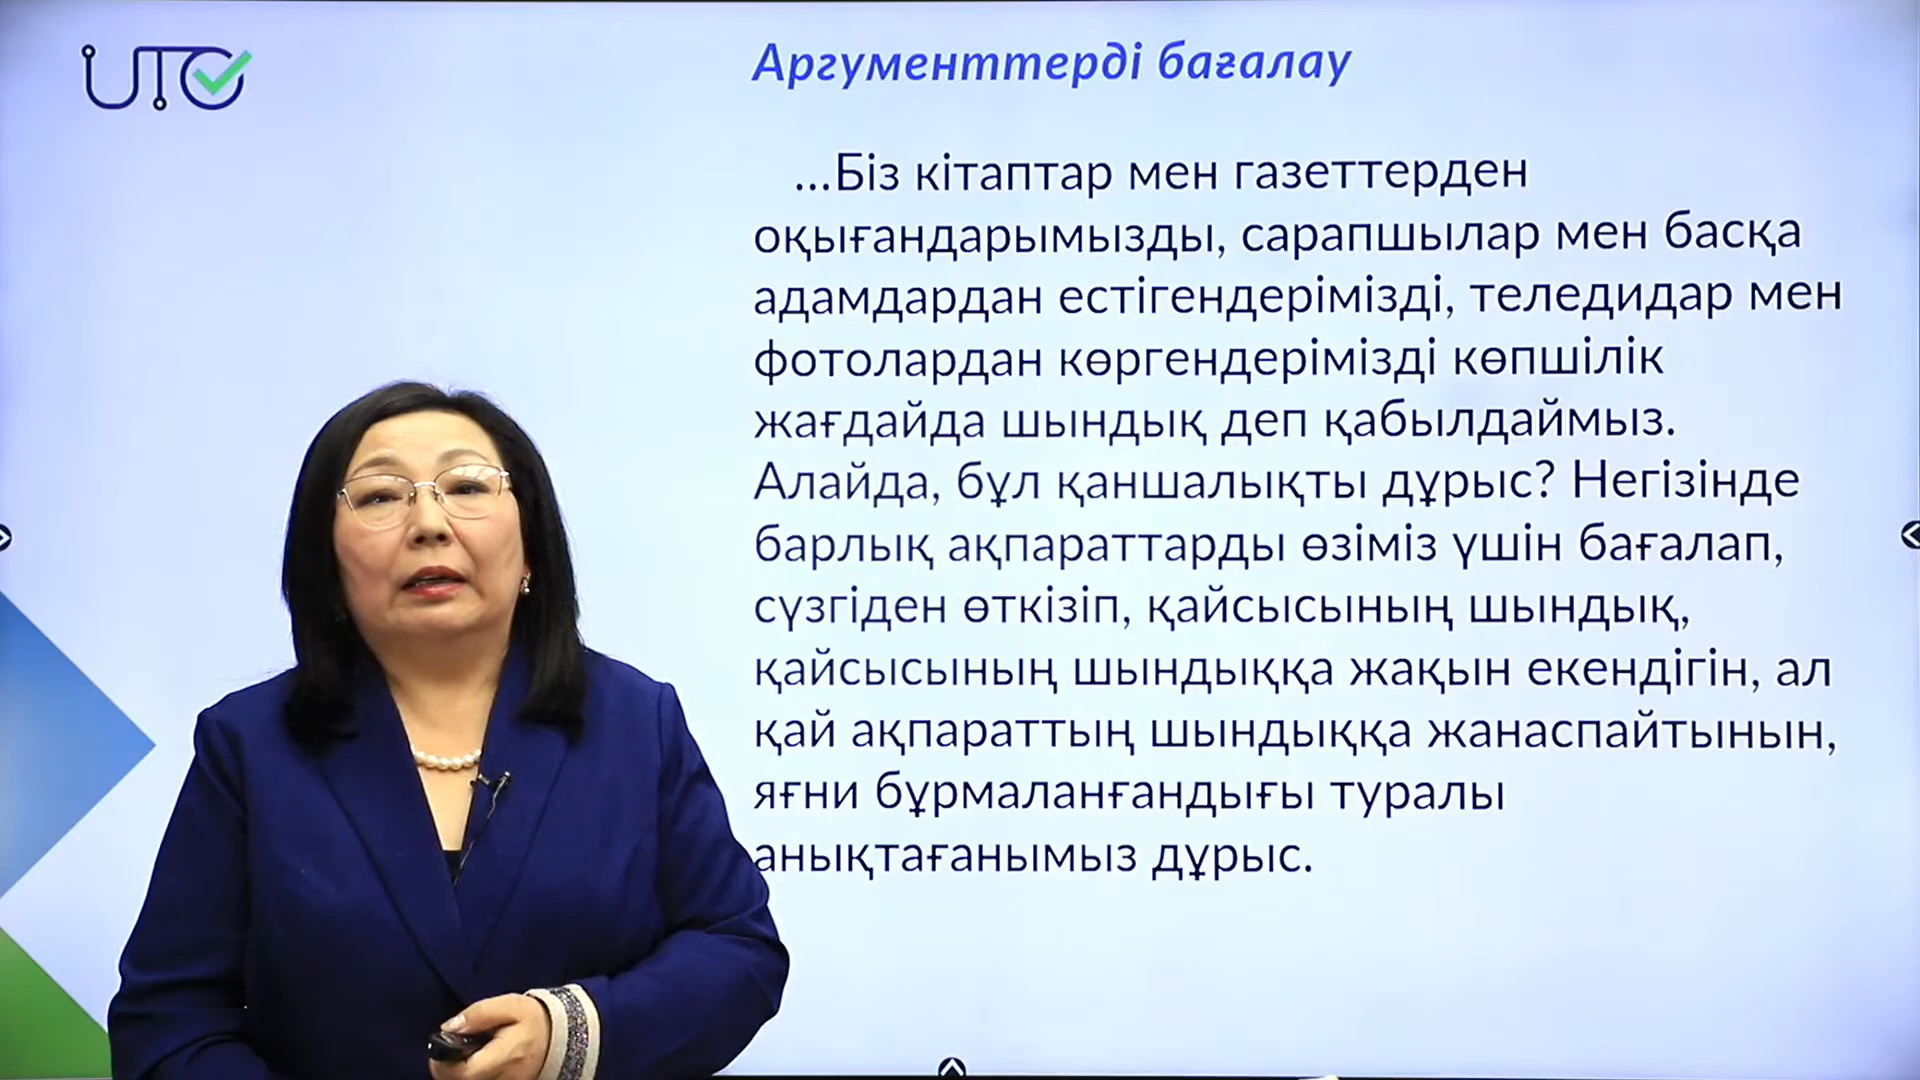 UTO
Аргументтерді бағалау
...Біз кітаптар мен газеттерден
оқығандарымызды, сарапшылар мен басқа
адамдардан естігендерімізді, теледидар мен
фотолардан көргендерімізді көпшілік
жағдайда шындық деп қабылдаймыз.
Алайда, бұл қаншалықты дұрыс? Негізінде
барлық ақпараттарды өзіміз үшін бағалап,
сүзгіден өткізіп, қайсысының шындық,
қайсысының шындыққа жақын екендігін, ал
қай ақпараттың шындыққа жанаспайтынын,
яғни бұрмаланғандығы туралы
анықтағанымыз дұрыс.